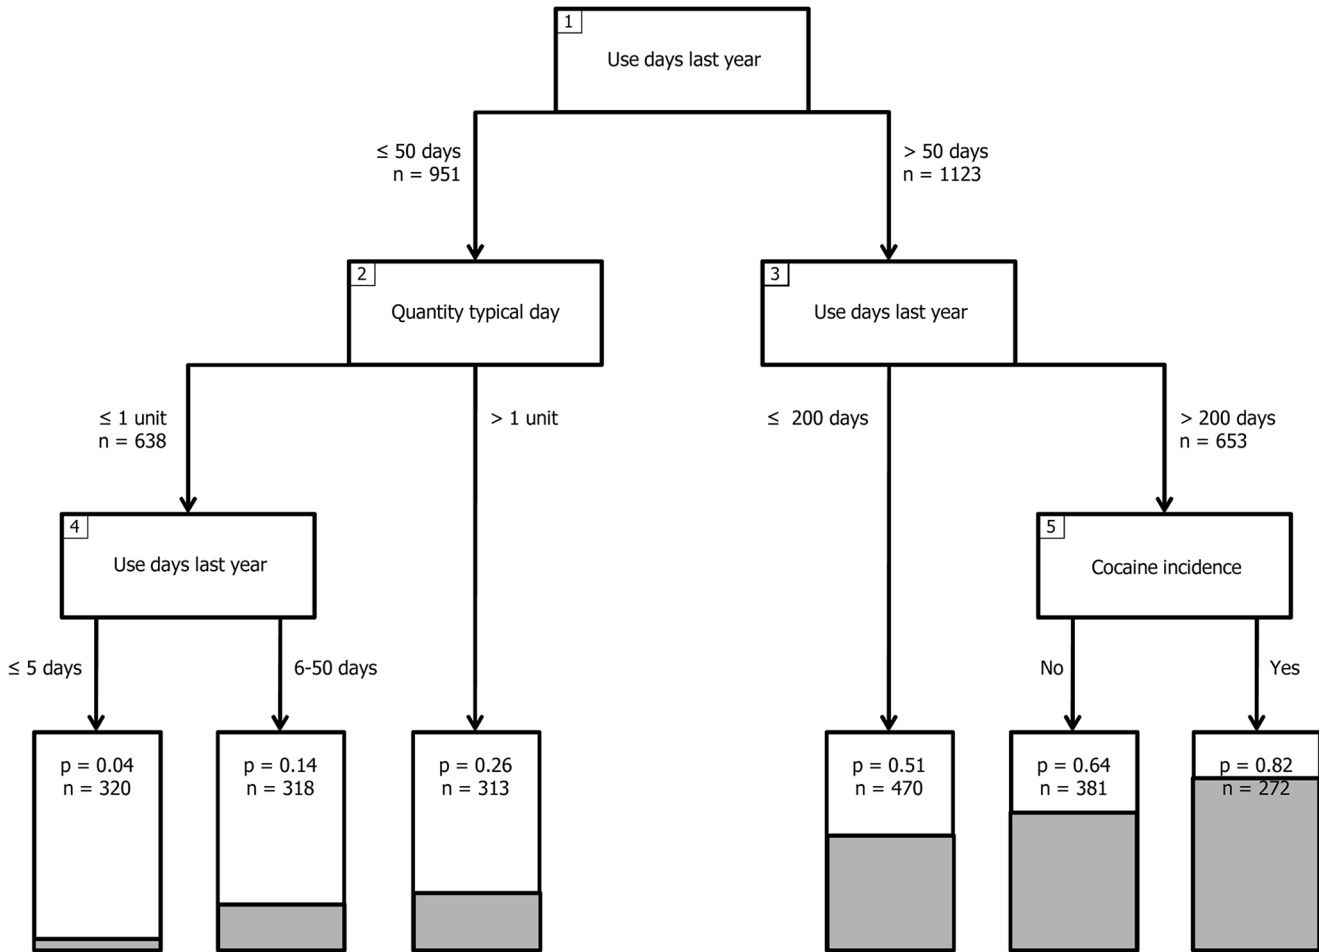 1
Use days last year
≤ 50 days
n = 951
> 50 days
n = 1123
2
Quantity typical day
3
Use days last year
≤ 1 unit
n = 638
> 1 unit
≤  200 days
> 200 days
n = 653
4
Use days last year
5
Cocaine incidence
≤ 5 days
6-50 days
No
Yes
p = 0.04
n = 320
p = 0.14
n = 318
p = 0.26
n = 313
p = 0.51
n = 470
p = 0.64
n = 381
p = 0.82
n = 272